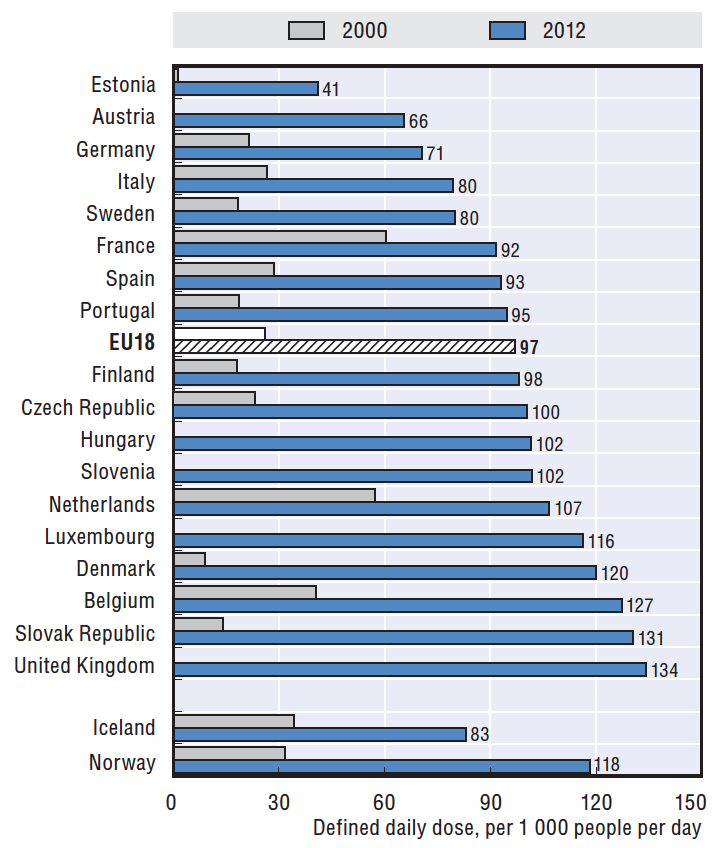 2000 2012
Estonia 41
Austria 66
Germany 71
Italy 80
Sweden 80
France 92
Spain 93
Portugal 95
EU18 97
Finland 98
Czech Republic 100
Hungary 102
Slovenia 102
Netherlands 107
Luxembourg 116
Denmark 120
Belgium 127
Slovak Republic 131
United Kingdom 134
Iceland 83
Norway 118
0 30 60 90 120 150
Defined daily dose, per 1 000 people per day